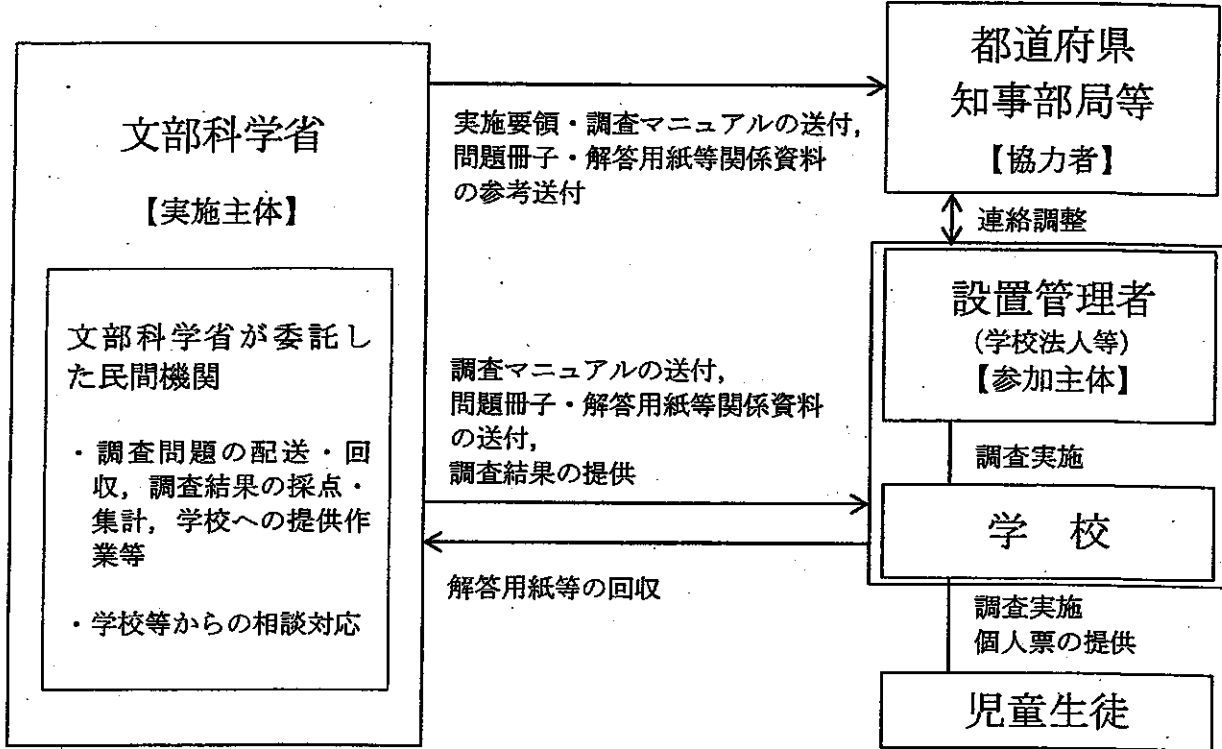 文部科学省
【実施主体】
文部科学省が委託し
た民間機関
・調査問題の配送・回
収，調査結果の採点・
集計，学校への提供作
業等
・学校等からの相談対応
実施要領・調査マニュアルの送付，
問題冊子・解答用紙等関係資料
の参考送付
調査マニュアルの送付，
問題冊子・解答用紙等関係資料
の送付，
調査結果の提供
解答用紙等の回収
都道府県
知事部局等
【協力者】
連絡調整
設置管理者
(学校法人等)
【参加主体】
調査実施
学　校
調査実施
個人票の提供
児童生徒